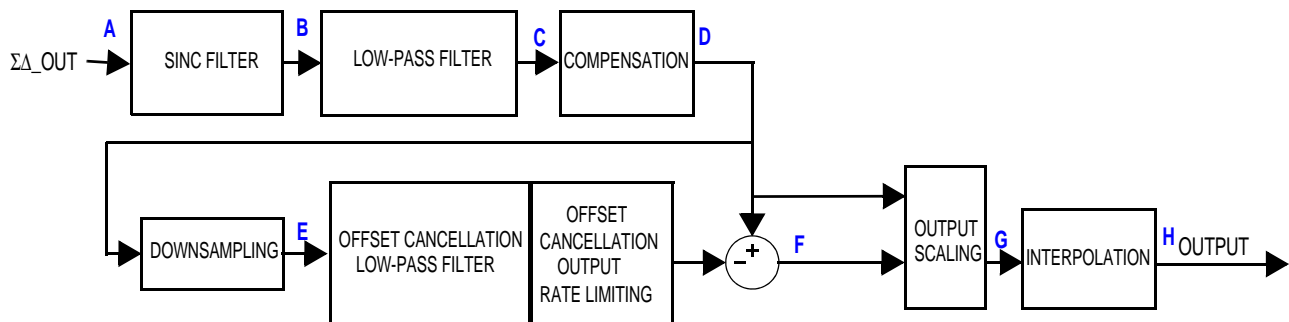 A
B
C
D
ΣΔ_OUT
SINC FILTER
LOW-PASS FILTER
COMPENSATION
DOWNSAMPLING
E
OFFSET CANCELLATION
LOW-PASS FILTER
OFFSET
CANCELLATION
OUTPUT
RATE LIMITING
+
−
F
OUTPUT
SCALING
G
INTERPOLATION
H
OUTPUT